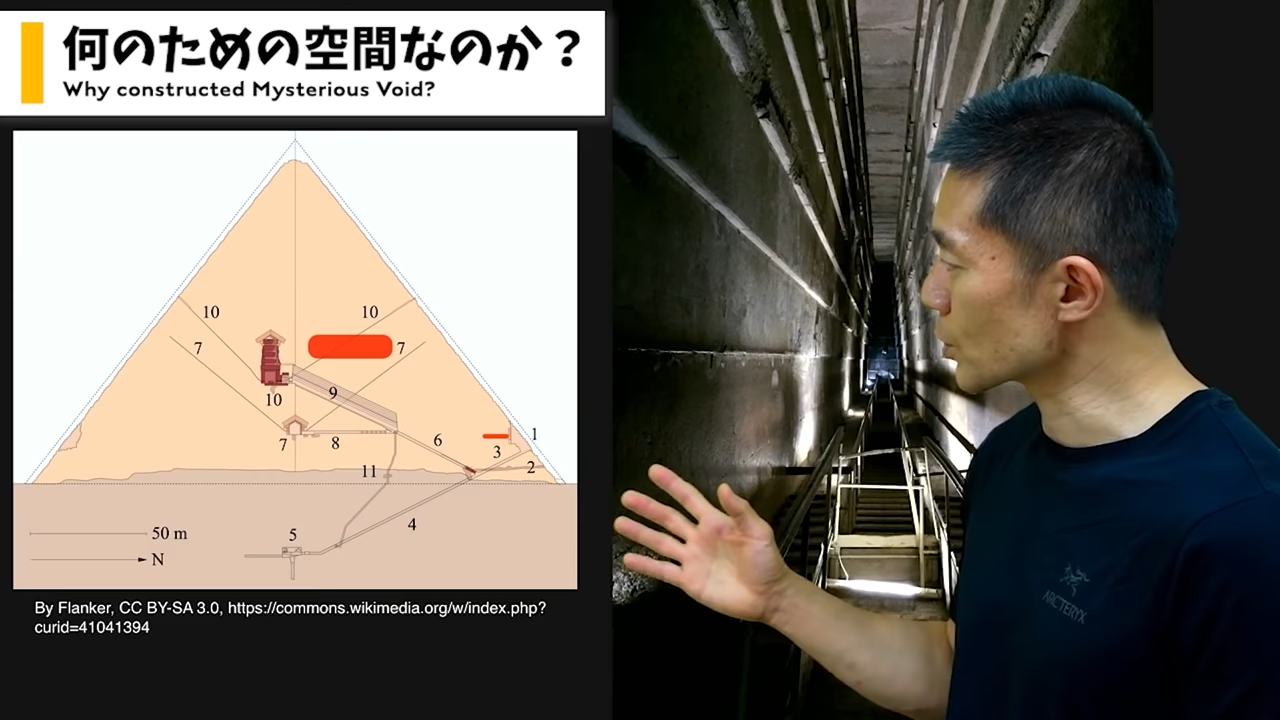 何のための空間なのか？
Why constructed Mysterious Void?
10
10
7
7
9
10
7
8
6
1
3
2
11
4
5
50 m
N
By Flanker, CC BY-SA 3.0, https://commons.wikimedia.org/w/index.php?
curid=41041394
ARCTERYX